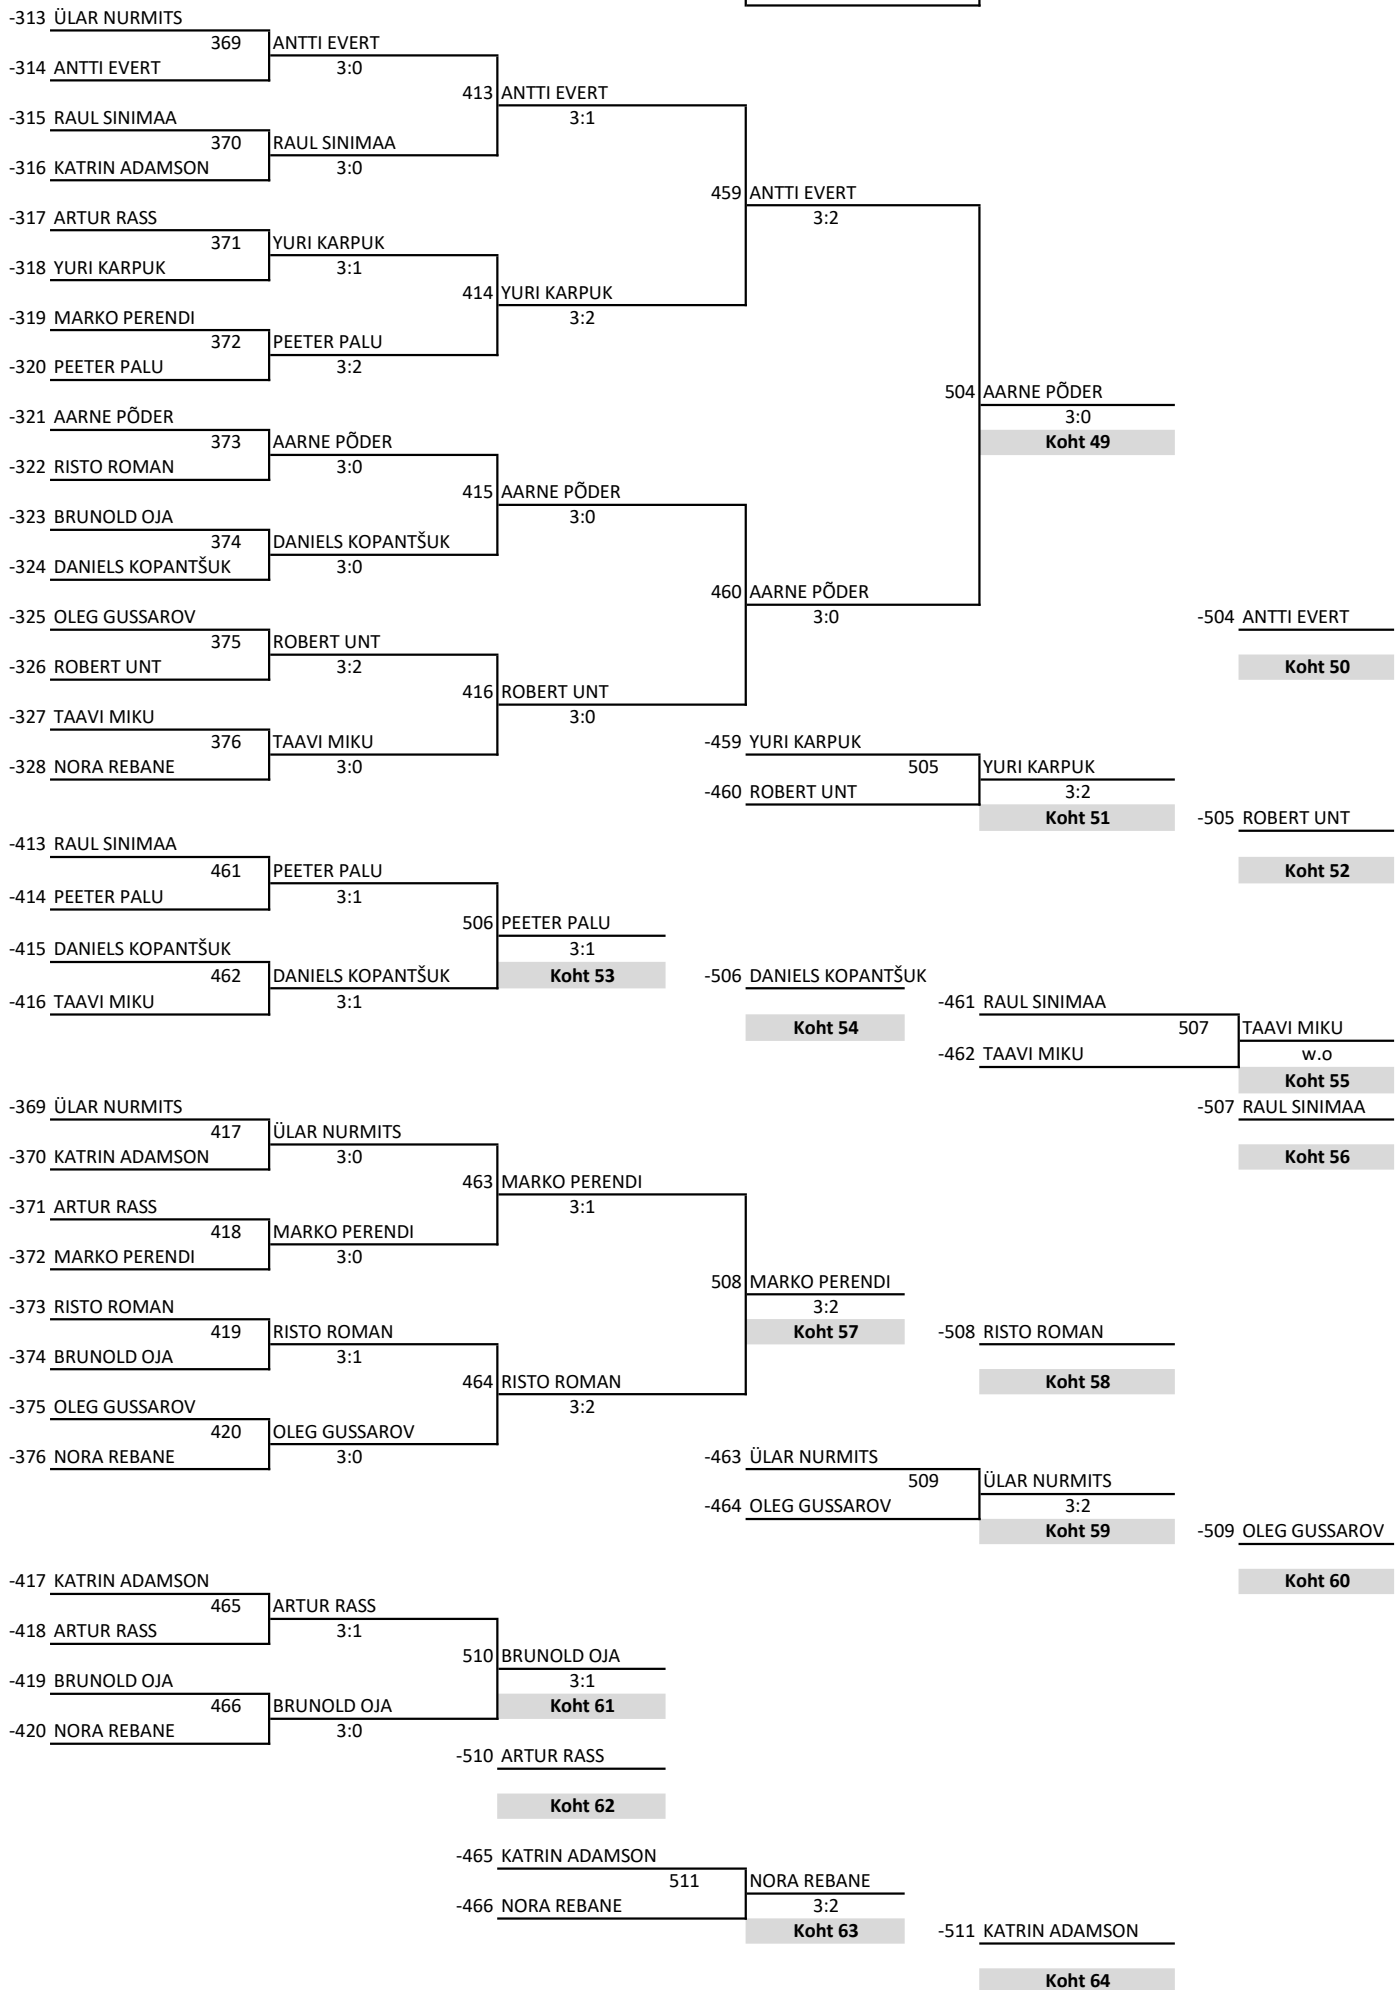 -313 ÜLAR NURMITS
369 ANTTI EVERT
-314 ANTTI EVERT 3:0
413 ANTTI EVERT
-315 RAUL SINIMAA 3:1
370 RAUL SINIMAA
-316 KATRIN ADAMSON 3:0
459 ANTTI EVERT
-317 ARTUR RASS 3:2
371 YURI KARPUK
-318 YURI KARPUK 3:1
414 YURI KARPUK
-319 MARKO PERENDI 3:2
372 PEETER PALU
-320 PEETER PALU 3:2
504 AARNE PÕDER
-321 AARNE PÕDER 3:0
373 AARNE PÕDER Koht 49
-322 RISTO ROMAN 3:0
415 AARNE PÕDER
-323 BRUNOLD OJA 3:0
374 DANIELS KOPANTŠUK
-324 DANIELS KOPANTŠUK 3:0
460 AARNE PÕDER
-325 OLEG GUSSAROV 3:0 -504 ANTTI EVERT
375 ROBERT UNT
-326 ROBERT UNT 3:2 Koht 50
416 ROBERT UNT
-327 TAAVI MIKU 3:0
376 TAAVI MIKU -459 YURI KARPUK
-328 NORA REBANE 3:0 505 YURI KARPUK
-460 ROBERT UNT 3:2
Koht 51 -505 ROBERT UNT
-413 RAUL SINIMAA
461 PEETER PALU Koht 52
-414 PEETER PALU 3:1
506 PEETER PALU
-415 DANIELS KOPANTŠUK 3:1
462 DANIELS KOPANTŠUK Koht 53 -506 DANIELS KOPANTŠUK
-416 TAAVI MIKU 3:1 -461 RAUL SINIMAA
Koht 54 507 TAAVI MIKU
-462 TAAVI MIKU w.o
Koht 55
-369 ÜLAR NURMITS -507 RAUL SINIMAA
417 ÜLAR NURMITS
-370 KATRIN ADAMSON 3:0 Koht 56
463 MARKO PERENDI
-371 ARTUR RASS 3:1
418 MARKO PERENDI
-372 MARKO PERENDI 3:0
508 MARKO PERENDI
-373 RISTO ROMAN 3:2
419 RISTO ROMAN Koht 57 -508 RISTO ROMAN
-374 BRUNOLD OJA 3:1
464 RISTO ROMAN Koht 58
-375 OLEG GUSSAROV 3:2
420 OLEG GUSSAROV
-376 NORA REBANE 3:0 -463 ÜLAR NURMITS
509 ÜLAR NURMITS
-464 OLEG GUSSAROV 3:2
Koht 59 -509 OLEG GUSSAROV
-417 KATRIN ADAMSON Koht 60
465 ARTUR RASS
-418 ARTUR RASS 3:1
510 BRUNOLD OJA
-419 BRUNOLD OJA 3:1
466 BRUNOLD OJA Koht 61
-420 NORA REBANE 3:0
-510 ARTUR RASS
Koht 62
-465 KATRIN ADAMSON
511 NORA REBANE
-466 NORA REBANE 3:2
Koht 63 -511 KATRIN ADAMSON
Koht 64